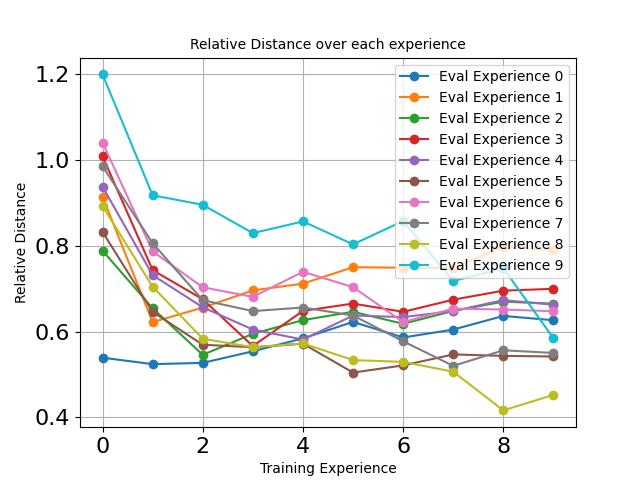 Relative Distance over each experience
1.2
1.0
0.8
0.6
0.4
Relative Distance
Eval Experience 0
Eval Experience 1
Eval Experience 2
Eval Experience 3
Eval Experience 4
Eval Experience 5
Eval Experience 6
Eval Experience 7
Eval Experience 8
Eval Experience 9
0 2 4 6 8
Training Experience